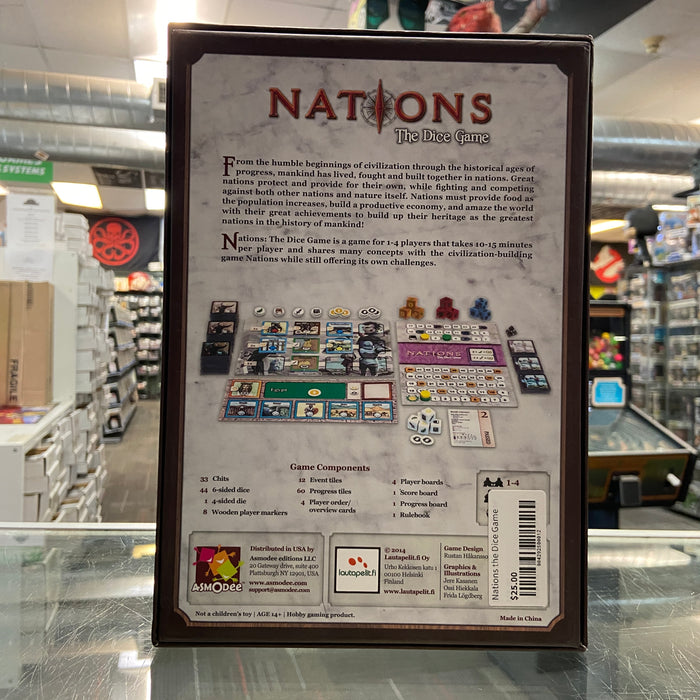 NATIONS
The Dice Game
From the humble beginnings of civilization through the historical ages of
progress, mankind has lived, fought and built together in nations. Great
nations protect and provide for their own, while fighting and competing
against both other nations and nature itself. Nations must provide food as
the population increases, build a productive economy, and amaze the world
with their great achievements to build up their heritage as the greatest
nations in the history of mankind!
Nations: The Dice Game is a game for 1-4 players that takes 10-15 minutes
per player and shares many concepts with the civilization-building
game Nations while still offering its own challenges.
NATIONS
Game Components
33 Chits
44 6-sided dice
1 4-sided die
8 Wooden player markers
12 Event tiles
60 Progress tiles
4 Player order/
overview cards
4 Player boards
1 Score board
1 Progress board
1 Rulebook
1-4
ASMODEE
Distributed in USA by
Asmodee editions LLC
20 Gateway drive, suite 400
Plattsburgh NY 12901, USA
www.asmodee.com
support@asmodee.com
lautapelit.fi
© 2014
Lautapelit.fi Oy
Urho Kekkosen katu 1
00100 Helsinki
Finland
www.lautapelit.fi
Game Design
Rustan Håkansson
Graphics &
Illustrations
Jere Kasanen
Ossi Hiekkala
Frida Lögdberg
Nations the Dice Game
$25.00
Not a children's toy | AGE 14+ | Hobby gaming product.
Made in China
FRAGILE
SYSTEMS